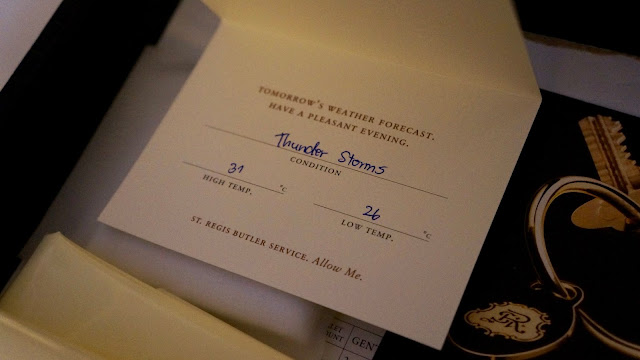 TOMORROW'S WEATHER FORECAST.
HAVE A PLEASANT EVENING.
Thunder Storms
CONDITION
31 °C
HIGH TEMP.
26 °C
LOW TEMP.
ST. REGIS BUTLER SERVICE. Allow Me.
GENT